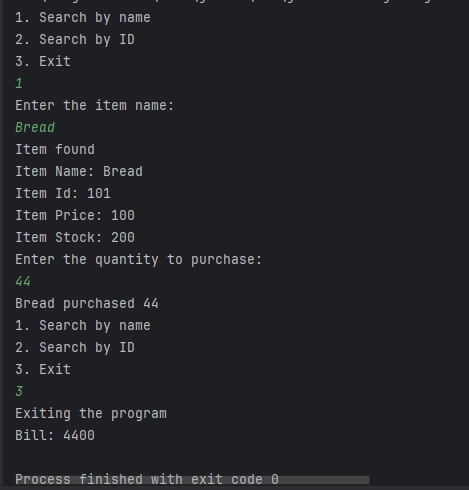 1. Search by name
2. Search by ID
3. Exit
1
Enter the item name:
Bread
Item found
Item Name: Bread
Item Id: 101
Item Price: 100
Item Stock: 200
Enter the quantity to purchase:
44
Bread purchased 44
1. Search by name
2. Search by ID
3. Exit
3
Exiting the program
Bill: 4400
Process finished with exit code 0